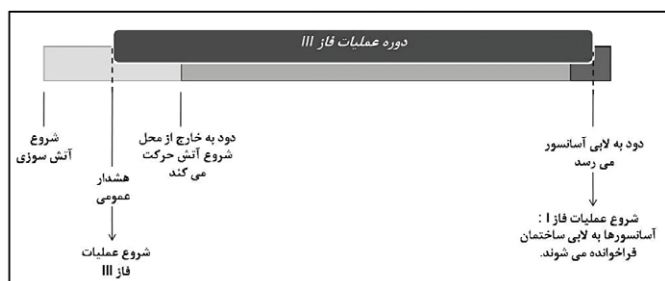 دوره عملیات فاز III
شروع
آتش سوزی
هشدار
عمومی
شروع عملیات
فاز III
دود به خارج از محل
شروع آتش حرکت
می کند
دود به لابی آسانسور
می رسد
شروع عملیات فاز I :
آسانسورها به لابی ساختمان
فراخوانده می شوند.